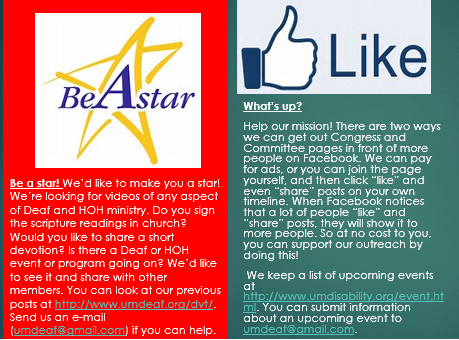 BeAstar
Be a star! We'd like to make you a star!
We're looking for videos of any aspect
of Deaf and HOH ministry. Do you sign
the scripture readings in church?
Would you like to share a short
devotion? Is there a Deaf or HOH
event or program going on? We'd like
to see it and share with other
members. You can look at our previous
posts at http://www.umdeaf.org/dvt/.
Send us an e-mail
(umdeaf@gmail.com) if you can help.
Like
What's up?
Help our mission! There are two ways
we can get out Congress and
Committee pages in front of more
people on Facebook. We can pay
for ads, or you can join the page
yourself, and then click "like" and
even "share" posts on your own
timeline. When Facebook notices
that a lot of people "like" and
"share" posts, they will show it to
more people. So at no cost to you,
you can support our outreach by
doing this!
We keep a list of upcoming events
at
http://www.umdisability.org/event.ht
ml. You can submit information
about an upcoming event to
umdeaf@gmail.com.